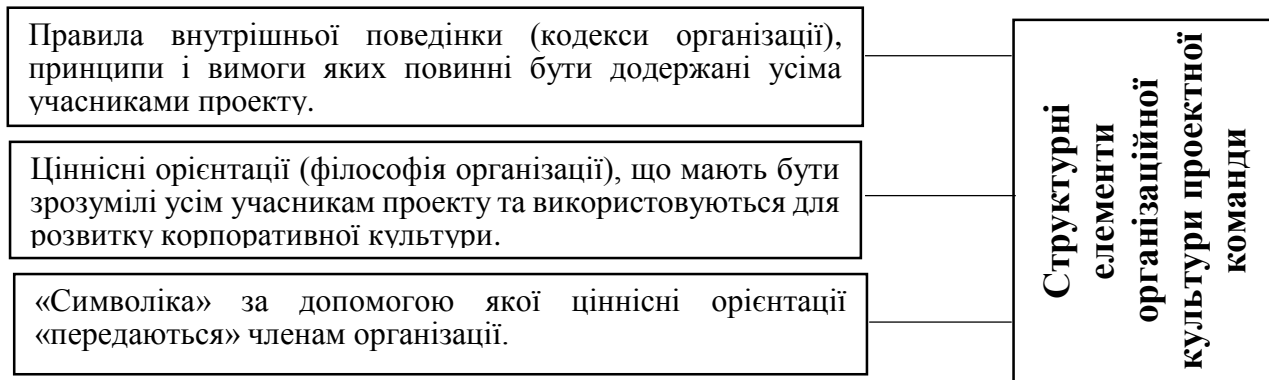 Правила внутрішньої поведінки (кодекси організації),
принципи і вимоги яких повинні бути додержані усіма
учасниками проекту.
Ціннісні орієнтації (філософія організації), що мають бути
зрозумілі усім учасникам проекту та використовуються для
розвитку корпоративної культури.
«Символіка» за допомогою якої ціннісні орієнтації
«передаються» членам організації.
Структурні
елементи
організаційної
культури проектної
команди